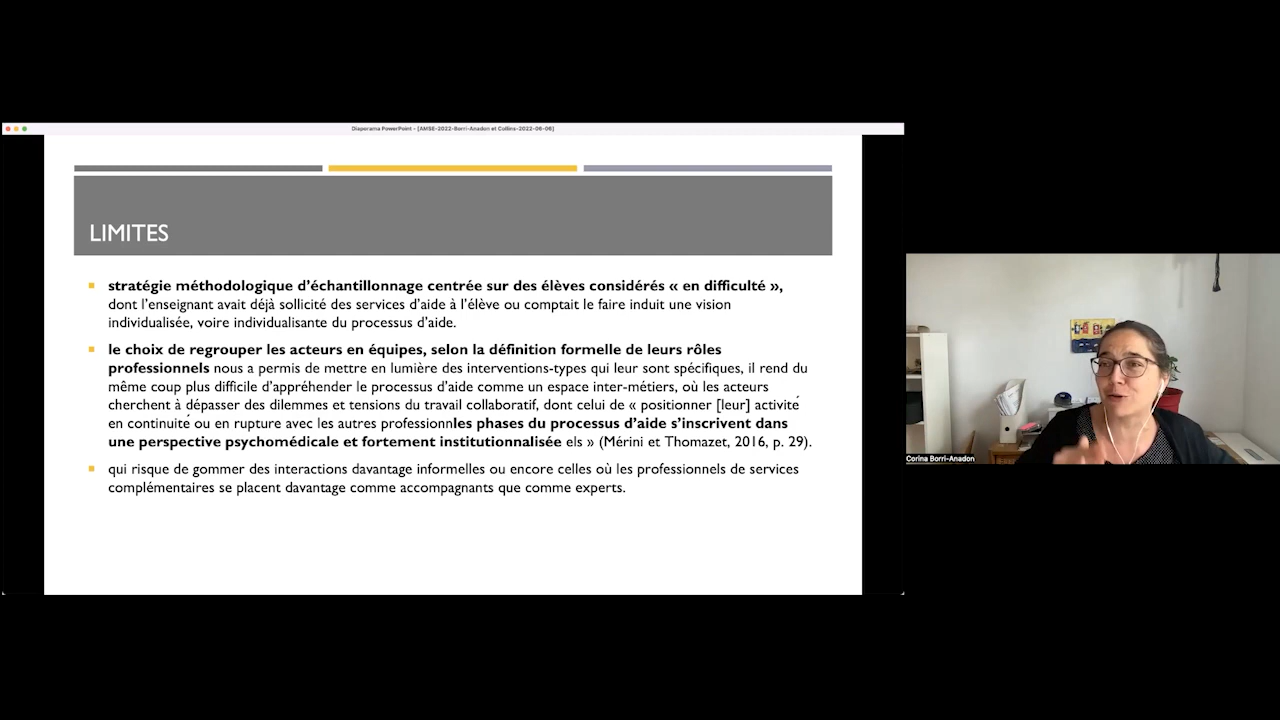 Diaporama PowerPoint - [AMSE-2022-Borri-Anadon et Collins-2022-06-06]
LIMITES
stratégie méthodologique d'échantillonnage centrée sur des élèves considérés « en difficulté »,
dont l'enseignant avait déjà sollicité des services d'aide à l'élève ou comptait le faire induit une vision
individualisée, voire individualisante du processus d'aide.
le choix de regrouper les acteurs en équipes, selon la définition formelle de leurs rôles
professionnels nous a permis de mettre en lumière des interventions-types qui leur sont spécifiques, il rend du
même coup plus difficile d'appréhender le processus d'aide comme un espace inter-métiers, où les acteurs
cherchent à dépasser des dilemmes et tensions du travail collaboratif, dont celui de « positionner [leur] activité
en continuité ou en rupture avec les autres professionnles phases du processus d'aide s'inscrivent dans
une perspective psychomédicale et fortement institutionnalisée els » (Mérini et Thomazet, 2016, p. 29).
qui risque de gommer des interactions davantage informelles ou encore celles où les professionnels de services
complémentaires se placent davantage comme accompagnants que comme experts.
Corina Borri-Anadon